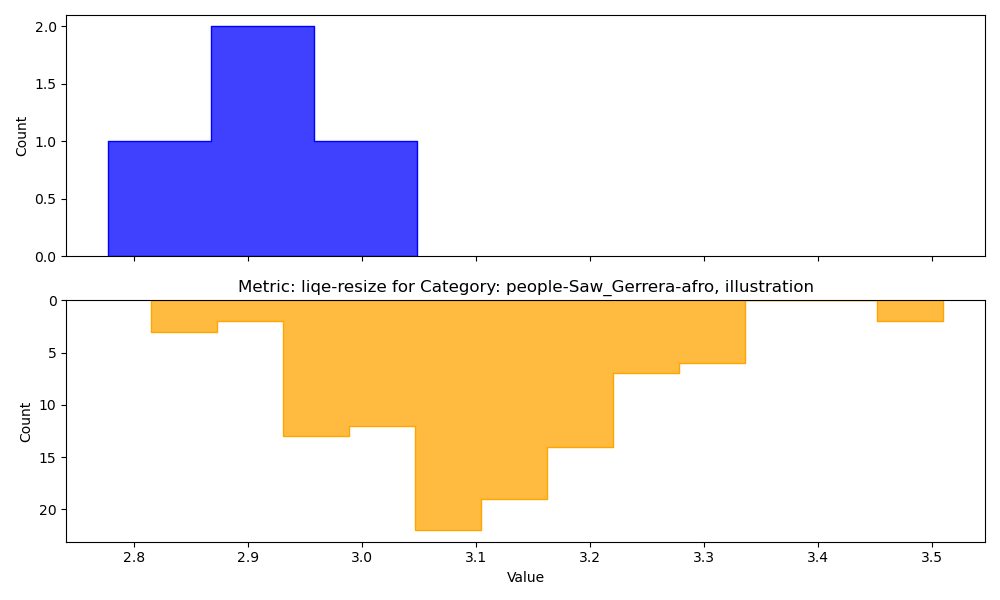 2.0
1.5
1.0
0.5
0.0
Count
Metric: liqe-resize for Category: people-Saw_Gerrera-afro, illustration
0
5
10
15
20
Count
2.8 2.9 3.0 3.1 3.2 3.3 3.4 3.5
Value